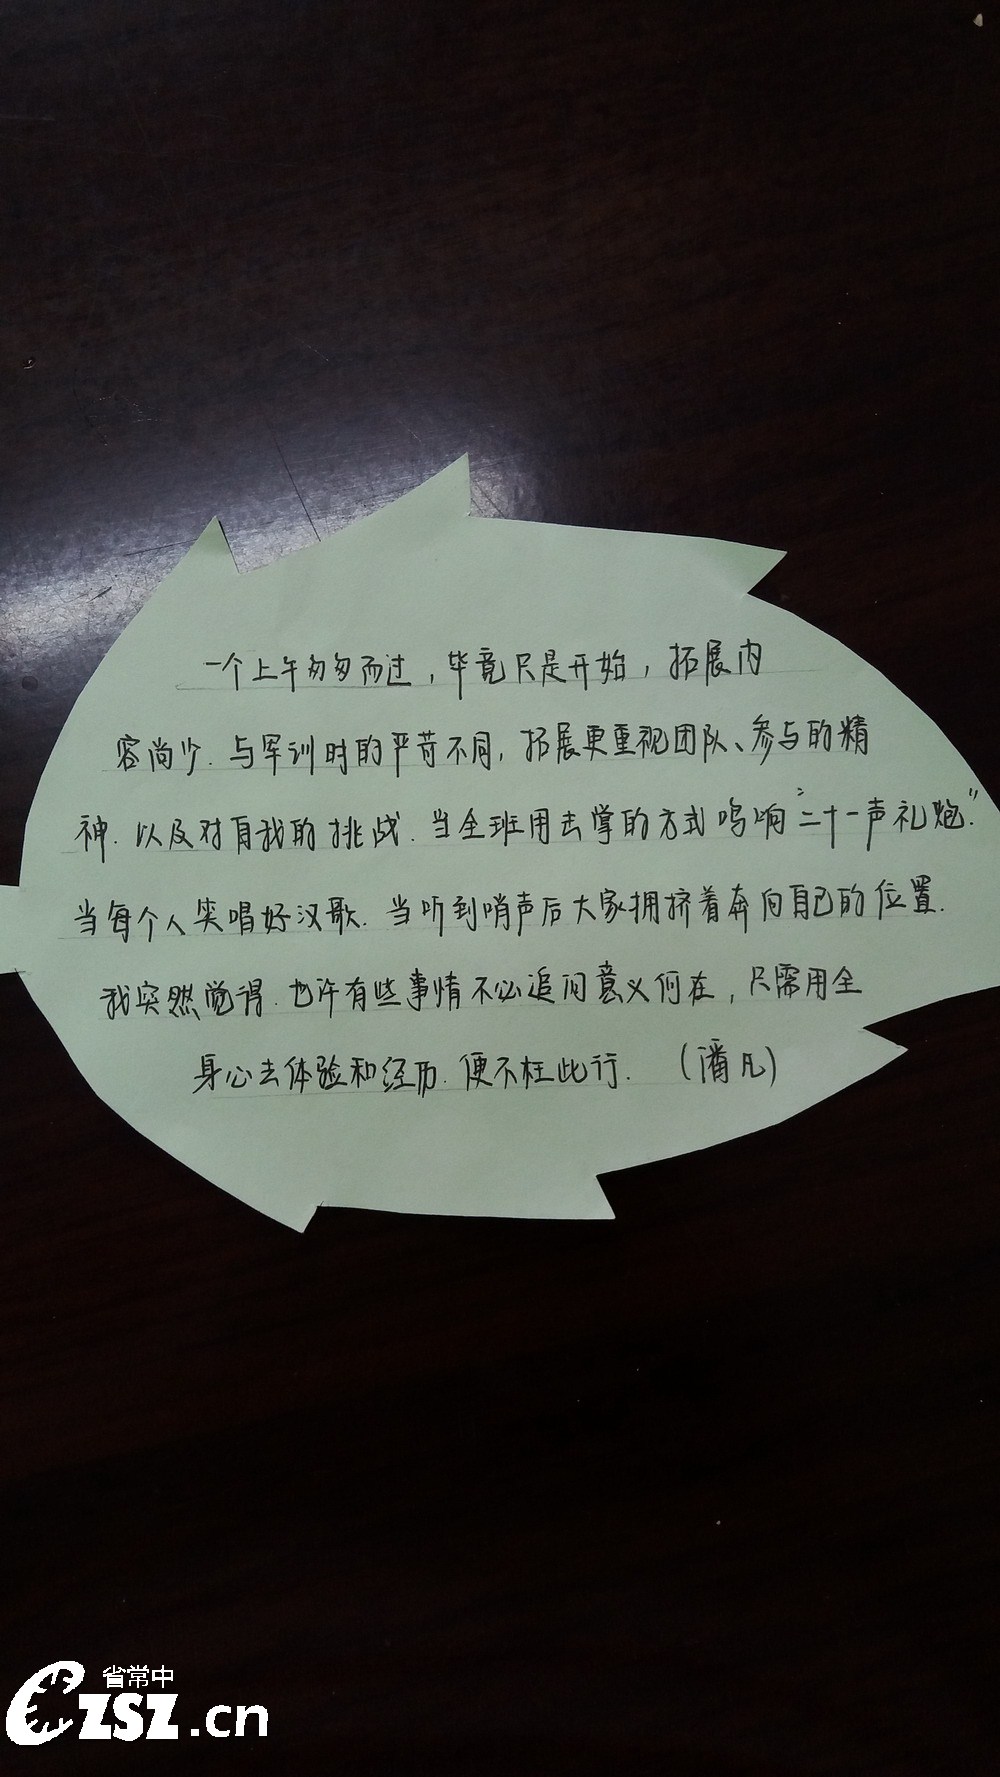 一个上午匆匆而过，毕竟只是开始，拓展内
容尚少.与军训时的严苛不同,拓展更重视团队、参与的精
神.以及对自我的挑战.当全班用击掌的方式鸣响“二十一声礼炮”.
当每个人笑唱好汉歌.当听到哨声后大家拥挤着奔向自己的位置.
我突然觉得.也许有些事情不必追问意义何在，只需用全
身心去体验和经历.便不枉此行.（潘凡）
省常中
CZSZ.cn